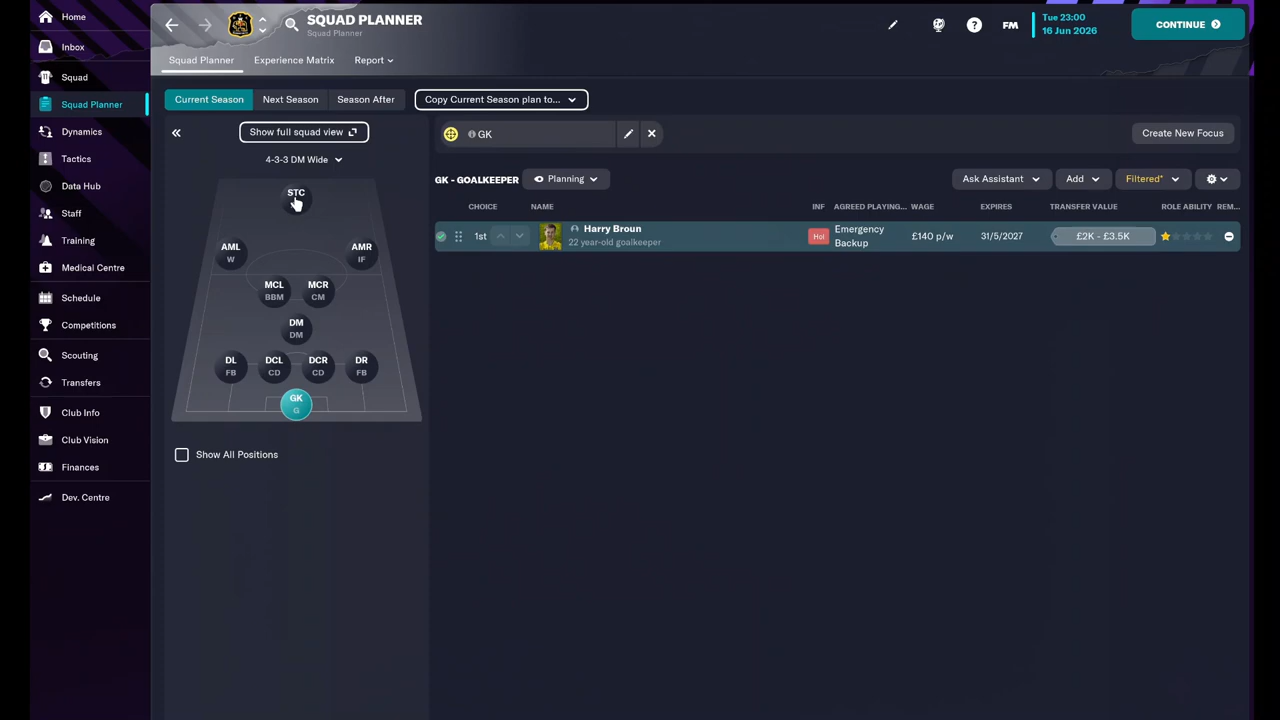 Home
SQUAD PLANNER
Squad Planner
FM
Tue 23:00
16 Jun 2026
CONTINUE
Inbox
Squad
Squad Planner
Dynamics
Tactics
Data Hub
Staff
Training
Medical Centre
Schedule
Competitions
Scouting
Transfers
Club Info
Club Vision
Finances
Dev. Centre
Squad Planner
Experience Matrix
Report
Current Season
Next Season
Season After
Copy Current Season plan to...
Show full squad view
4-3-3 DM Wide
STC
AML
W
AMR
IF
MCL
BBM
MCR
CM
DM
DM
DL
FB
DCL
CD
DCR
CD
DR
FB
GK
G
Show All Positions
GK
Create New Focus
GK - GOALKEEPER
Planning
Ask Assistant
Add
Filtered*
CHOICE
NAME
INF
AGREED PLAYING...
WAGE
EXPIRES
TRANSFER VALUE
ROLE ABILITY
REM...
1st
Harry Broun
22 year-old goalkeeper
Hol
Emergency
Backup
£140 p/w
31/5/2027
£2K - £3.5K